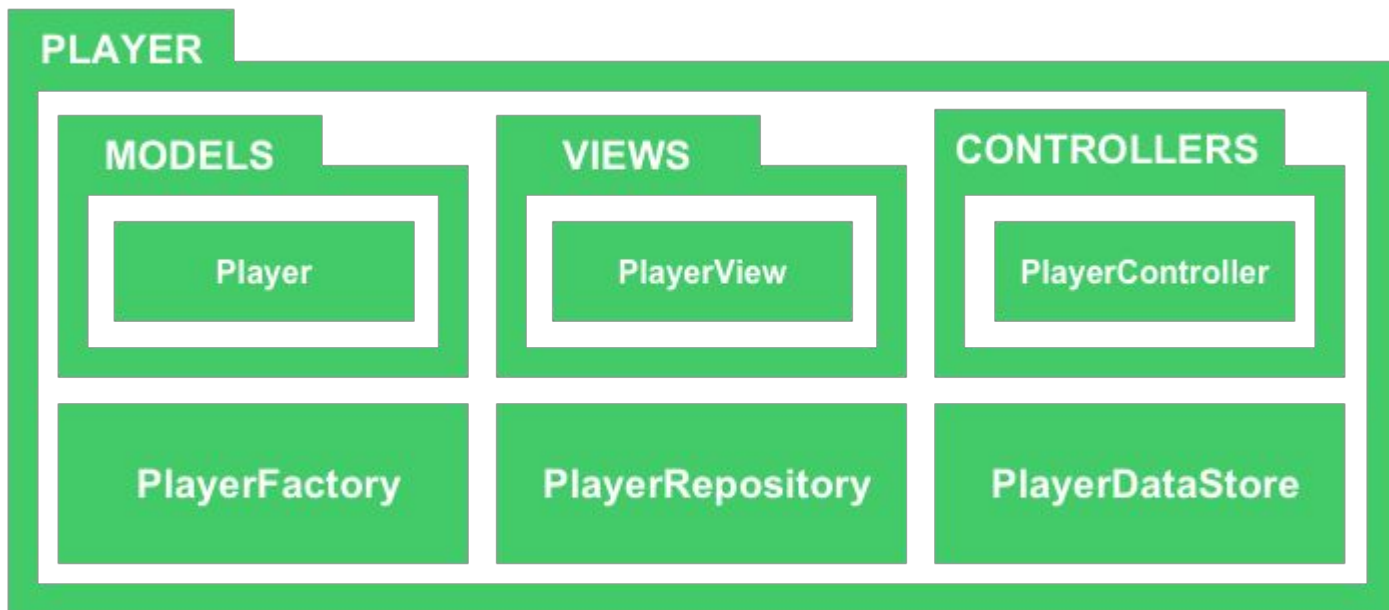 PLAYER
MODELS
VIEWS
CONTROLLERS
Player
PlayerView
PlayerController
PlayerFactory
PlayerRepository
PlayerDataStore